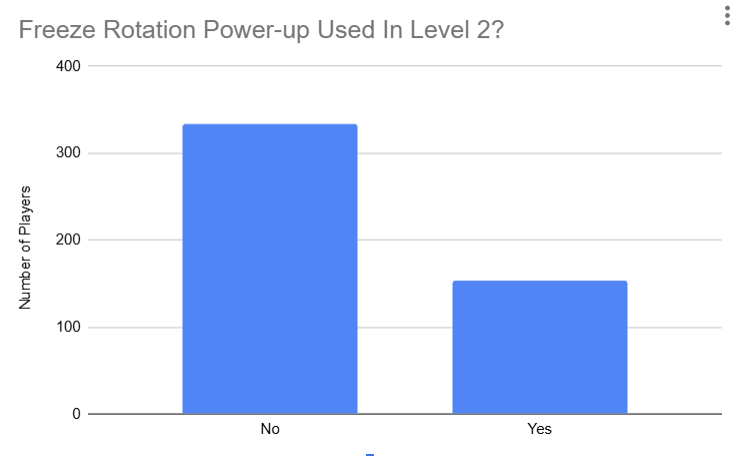 Freeze Rotation Power-up Used In Level 2?
400
300
200
100
0
Number of Players
No
Yes